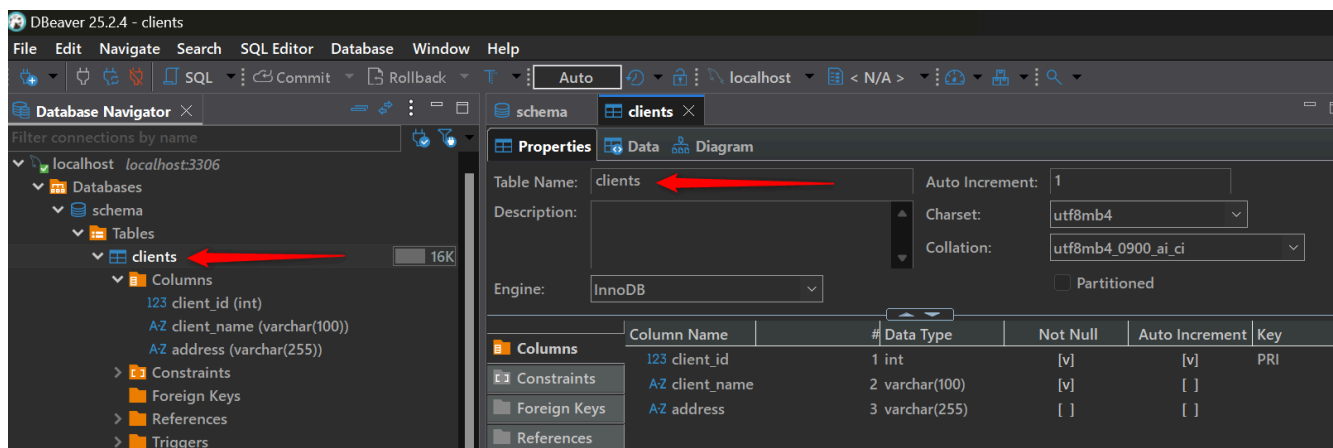 DBeaver 25.2.4 - clients
File Edit Navigate Search SQL Editor Database Window Help
SQL Commit Rollback Auto localhost < N/A >
Database Navigator
schema clients
Filter connections by name
Properties Data Diagram
localhost localhost:3306
Databases
schema
Tables
clients 16K
Columns
123 client_id (int)
A-Z client_name (varchar(100))
A-Z address (varchar(255))
Constraints
Foreign Keys
References
Triggers
Table Name: clients Auto Increment: 1
Description: Charset: utf8mb4
Collation: utf8mb4_0900_ai_ci
Partitioned
Engine: InnoDB
Columns
Constraints
Foreign Keys
References
Column Name # Data Type Not Null Auto Increment Key
123 client_id 1 int [v] [v] PRI
A-Z client_name 2 varchar(100) [v] [ ]
A-Z address 3 varchar(255) [ ] [ ]